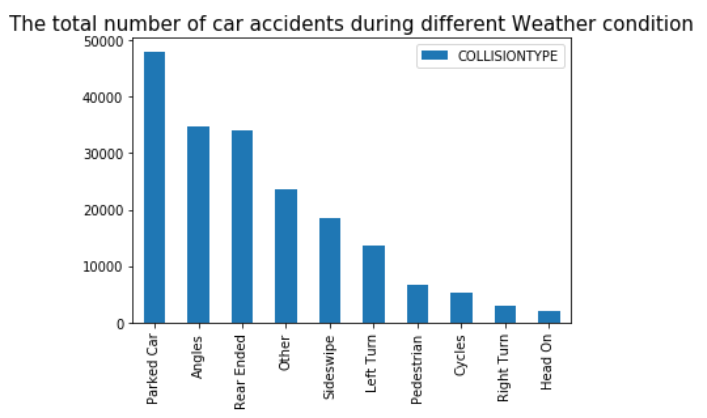 The total number of car accidents during different Weather condition
COLLISIONTYPE
50000
40000
30000
20000
10000
0
Parked Car
Angles
Rear Ended
Other
Sideswipe
Left Turn
Pedestrian
Cycles
Right Turn
Head On